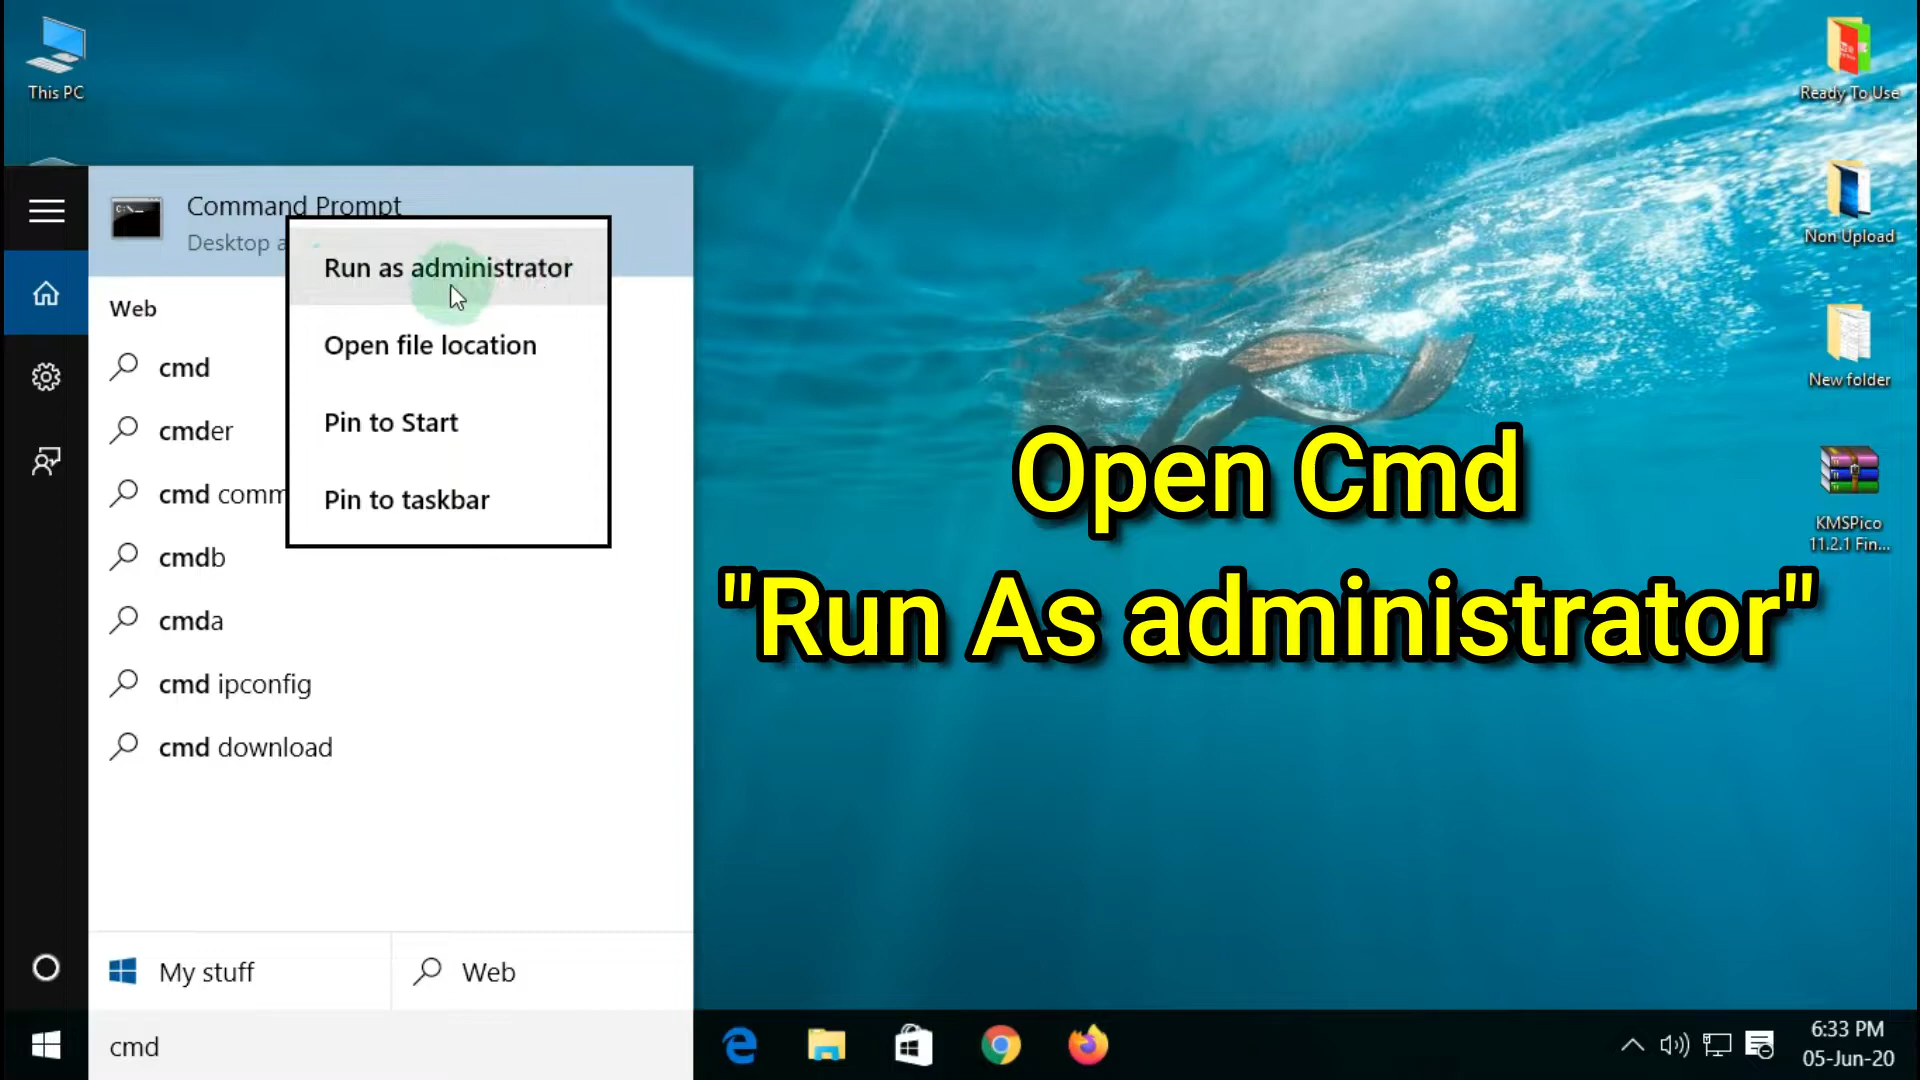 This PC
Ready To Use
Non Upload
New folder
KMSPico
11.2.1 Fin...
Command Prompt
Desktop a
Run as administrator
Open file location
Pin to Start
Pin to taskbar
Web
cmd
cmder
cmd comm
cmdb
cmda
cmd ipconfig
cmd download
Open Cmd
"Run As administrator"
My stuff
Web
cmd
6:33 PM
05-Jun-20